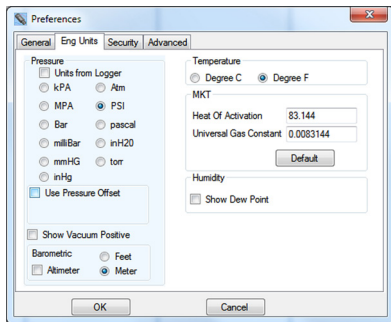 Preferences
General Eng Units Security Advanced
Pressure
Units from Logger
kPA Atm
MPA PSI
Bar pascal
milliBar inH20
mmHG torr
inHg
Use Pressure Offset
Show Vacuum Positive
Barometric
Feet
Altimeter Meter
Temperature
Degree C Degree F
MKT
Heat Of Activation 83.144
Universal Gas Constant 0.0083144
Default
Humidity
Show Dew Point
OK Cancel